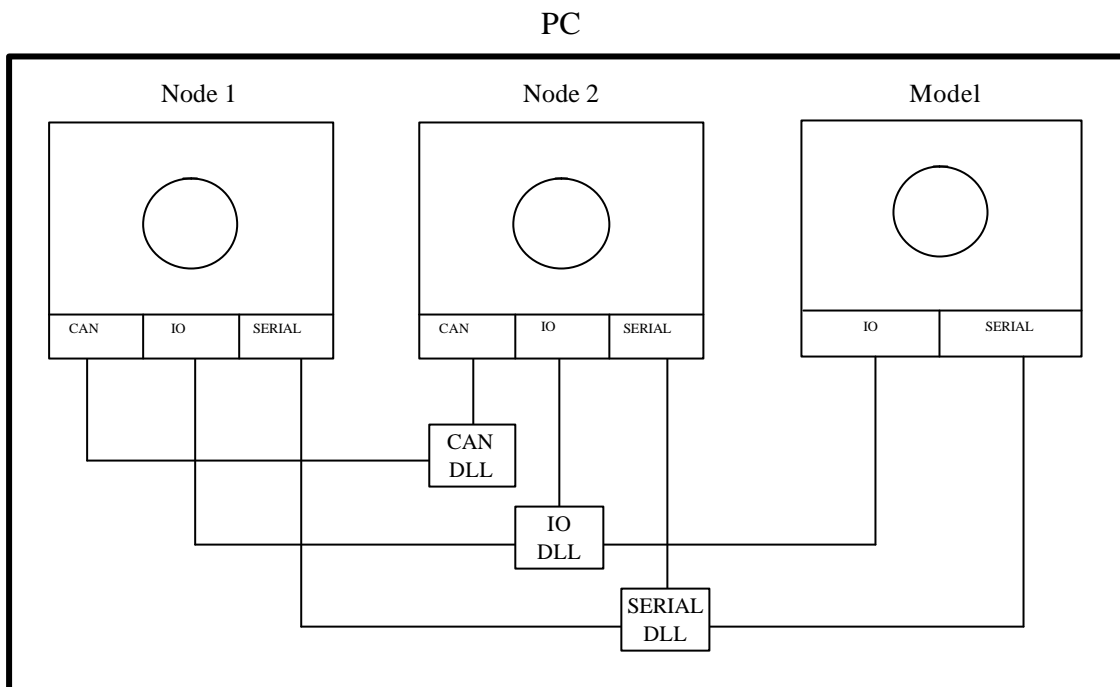 PC
Node 1
Node 2
Model
CAN
IO
SERIAL
CAN
IO
SERIAL
IO
SERIAL
CAN
DLL
IO
DLL
SERIAL
DLL